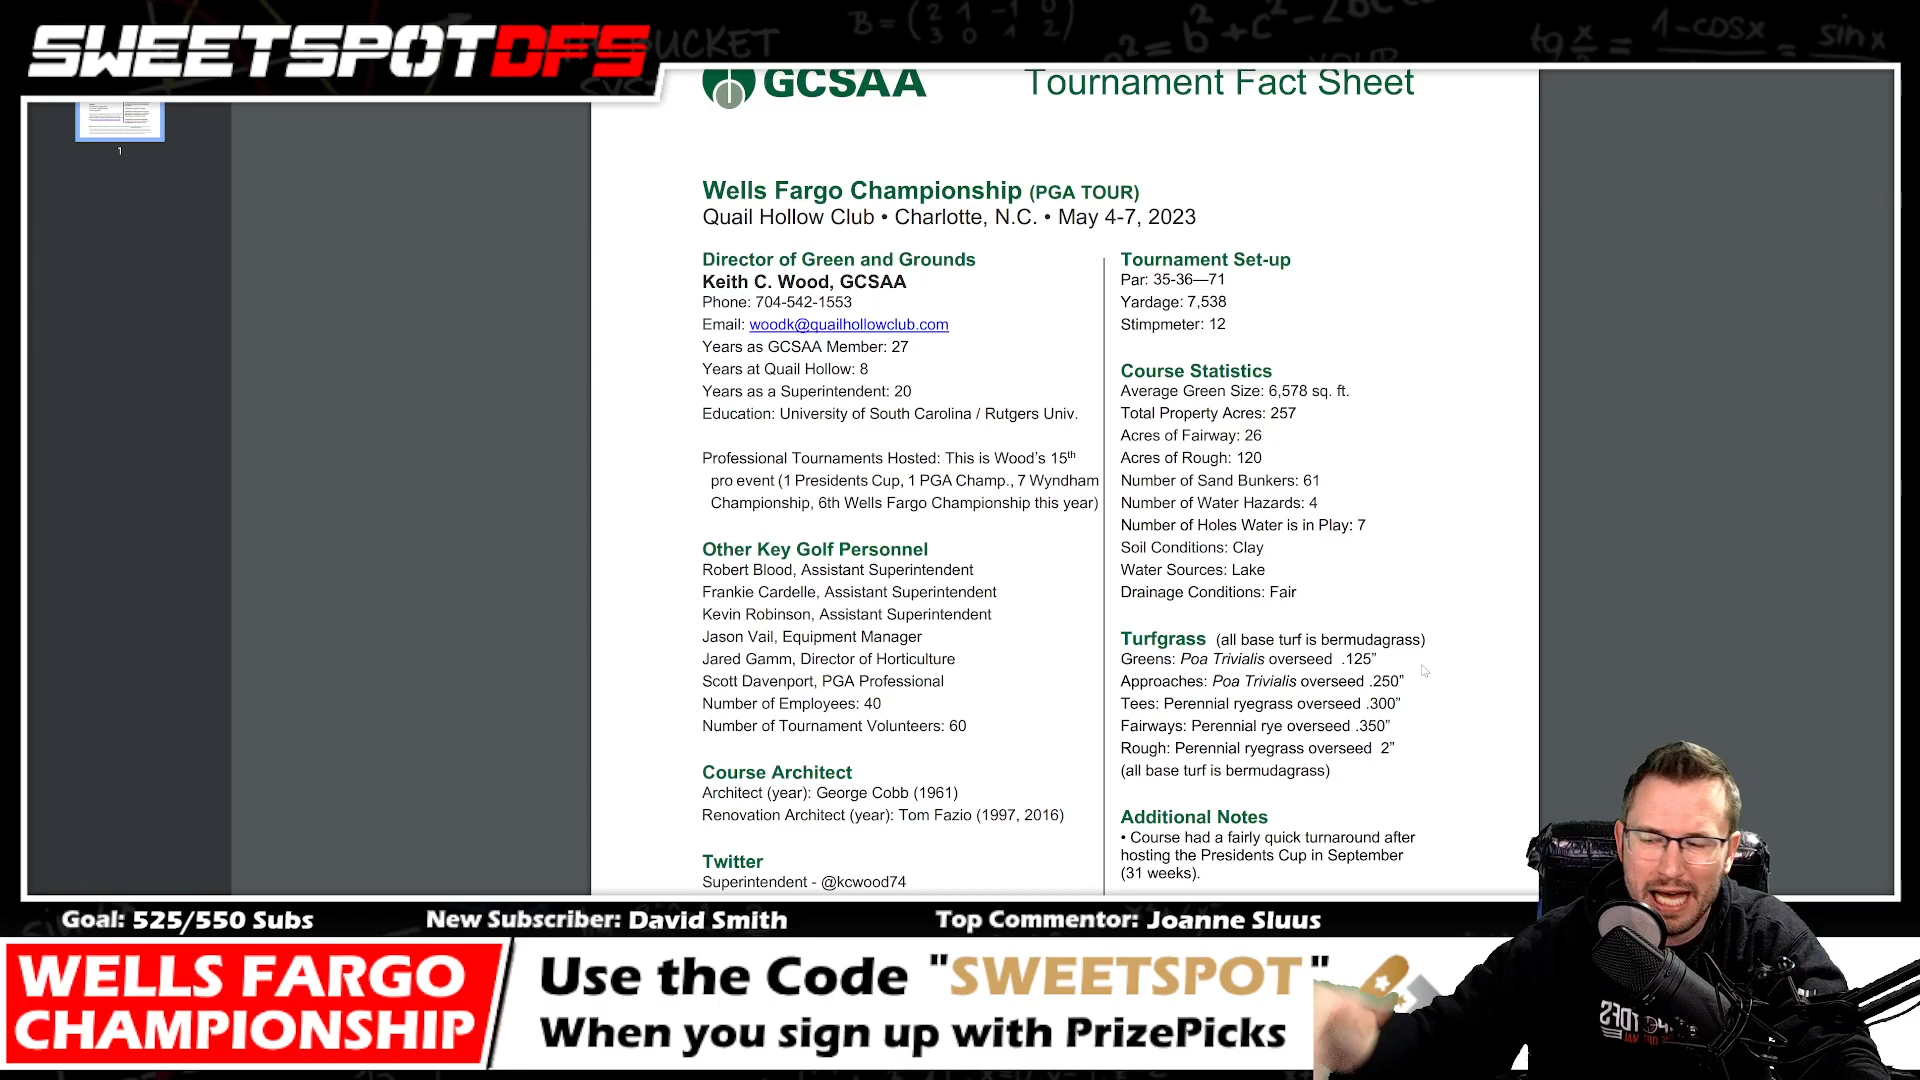 SWEETSPOTDFS
BUCKET
GCSAA
Tournament Fact Sheet
1
Wells Fargo Championship (PGA TOUR)
Quail Hollow Club • Charlotte, N.C. • May 4-7, 2023
Director of Green and Grounds
Keith C. Wood, GCSAA
Phone: 704-542-1553
Email: woodk@quailhollowclub.com
Years as GCSAA Member: 27
Years at Quail Hollow: 8
Years as a Superintendent: 20
Education: University of South Carolina / Rutgers Univ.
Professional Tournaments Hosted: This is Wood's 15th
pro event (1 Presidents Cup, 1 PGA Champ., 7 Wyndham
Championship, 6th Wells Fargo Championship this year)
Other Key Golf Personnel
Robert Blood, Assistant Superintendent
Frankie Cardelle, Assistant Superintendent
Kevin Robinson, Assistant Superintendent
Jason Vail, Equipment Manager
Jared Gamm, Director of Horticulture
Scott Davenport, PGA Professional
Number of Employees: 40
Number of Tournament Volunteers: 60
Course Architect
Architect (year): George Cobb (1961)
Renovation Architect (year): Tom Fazio (1997, 2016)
Twitter
Superintendent - @kcwood74
Tournament Set-up
Par: 35-36—71
Yardage: 7,538
Stimpmeter: 12
Course Statistics
Average Green Size: 6,578 sq. ft.
Total Property Acres: 257
Acres of Fairway: 26
Acres of Rough: 120
Number of Sand Bunkers: 61
Number of Water Hazards: 4
Number of Holes Water is in Play: 7
Soil Conditions: Clay
Water Sources: Lake
Drainage Conditions: Fair
Turfgrass (all base turf is bermudagrass)
Greens: Poa Trivialis overseed .125”
Approaches: Poa Trivialis overseed .250”
Tees: Perennial ryegrass overseed .300”
Fairways: Perennial rye overseed .350”
Rough: Perennial ryegrass overseed 2”
(all base turf is bermudagrass)
Additional Notes
• Course had a fairly quick turnaround after
hosting the Presidents Cup in September
(31 weeks).
Goal: 525/550 Subs
New Subscriber: David Smith
Top Commentor: Joanne Sluus
WELLS FARGO
CHAMPIONSHIP
Use the Code "SWEETSPOT"
When you sign up with PrizePicks